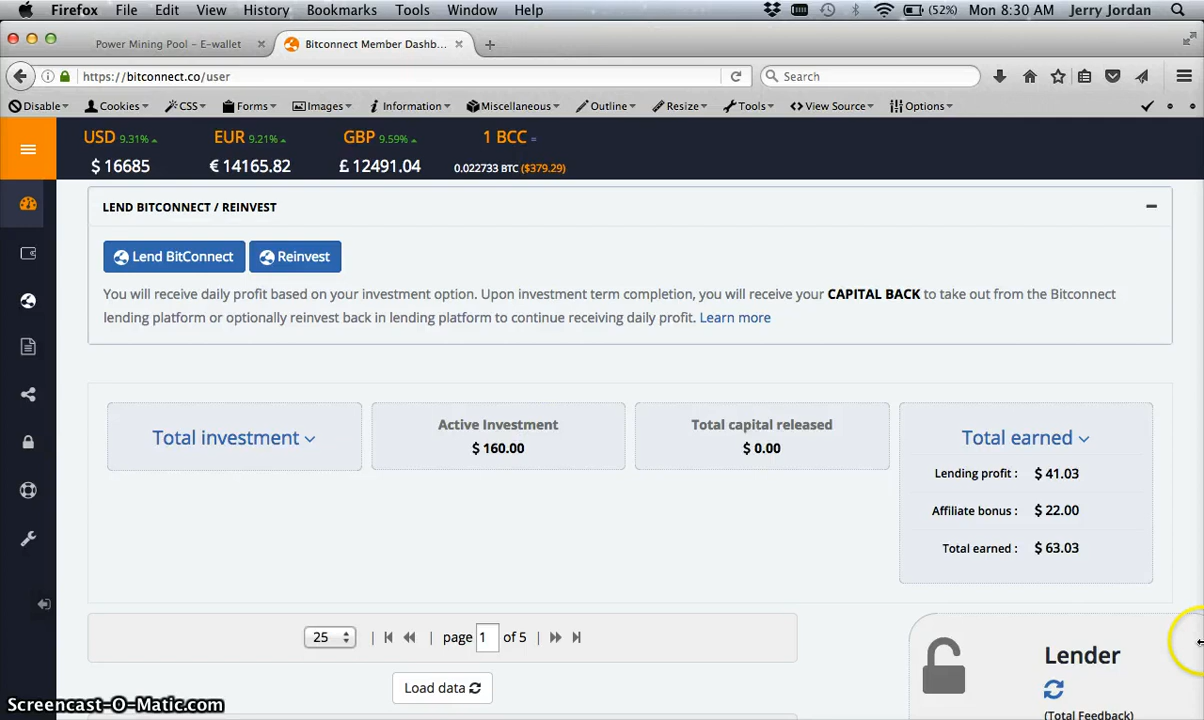 Firefox File Edit View History Bookmarks Tools Window Help (52%) Mon 8:30 AM Jerry Jordan
Power Mining Pool - E-wallet × Bitconnect Member Dashb... × +
https://bitconnect.co/user Search
Disable Cookies CSS Forms Images Information Miscellaneous Outline Resize Tools View Source Options
USD 9.31% EUR 9.21% GBP 9.59% 1 BCC =
$ 16685 € 14165.82 £ 12491.04 0.022733 BTC ($379.29)
LEND BITCONNECT / REINVEST
Lend BitConnect Reinvest
You will receive daily profit based on your investment option. Upon investment term completion, you will receive your CAPITAL BACK to take out from the Bitconnect
lending platform or optionally reinvest back in lending platform to continue receiving daily profit. Learn more
Total investment Active Investment Total capital released Total earned
$ 160.00 $ 0.00
Lending profit : $ 41.03
Affiliate bonus : $ 22.00
Total earned : $ 63.03
25 page 1 of 5
Lender
Load data
(Total Feedback)
Screencast-O-Matic.com